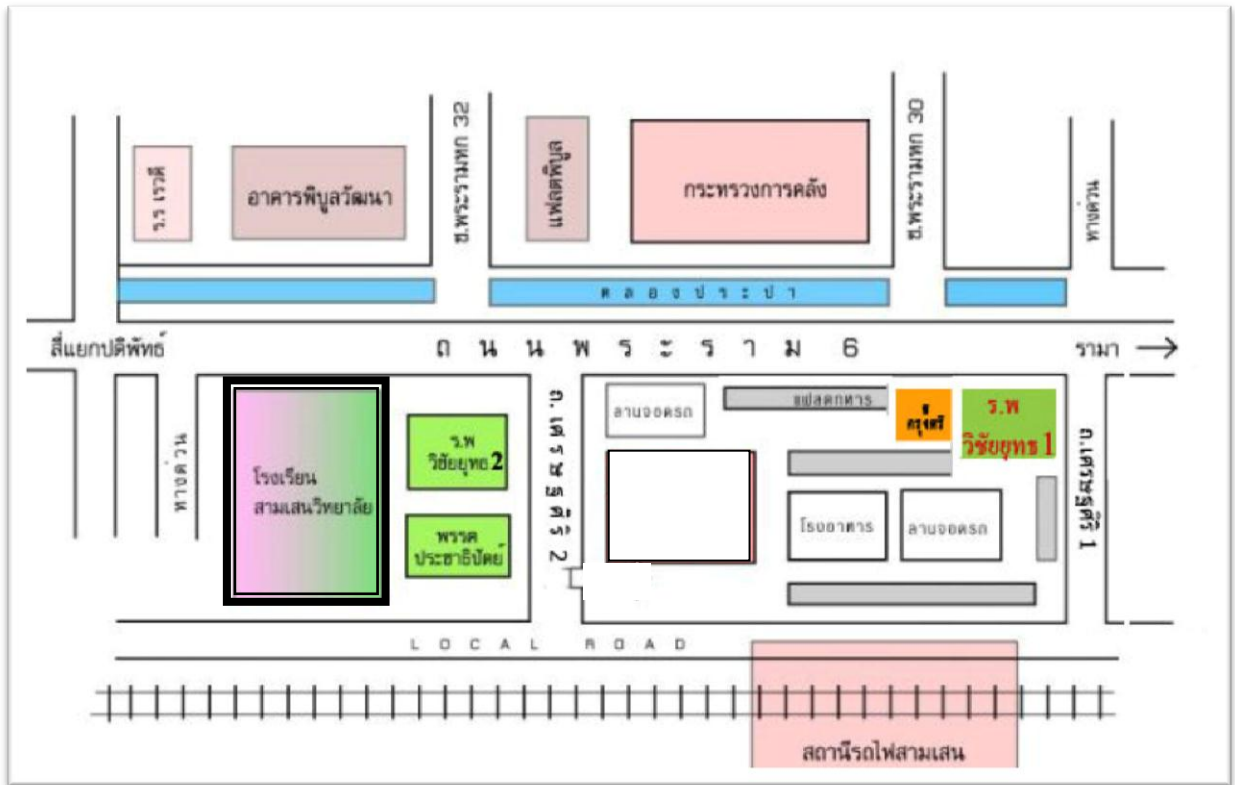 ร.ร เรวดี
อาคารพิบูลวัฒนา
ซ.พระรามหก 32
แฟลตพิบูล
กระทรวงการคลัง
ซ.พระรามหก 30
ทางด่วน
คลองประปา
สี่แยกปดิพัทธ์
ถนนพระราม 6
รามา
ทางด่วน
โรงเรียน
สามเสนวิทยาลัย
ร.พ
วิชัยยุทธ 2
พรรค
ประชาธิปัตย์
ถ. เศรษฐศิริ 2
ลานจอดรถ
แฟลตทหาร
ธ
กรุงศรี
ร.พ
วิชัยยุทธ 1
โรงอาหาร
ลานจอดรถ
ถ.เศรษฐศิริ 1
LOCAL ROAD
สถานีรถไฟสามเสน